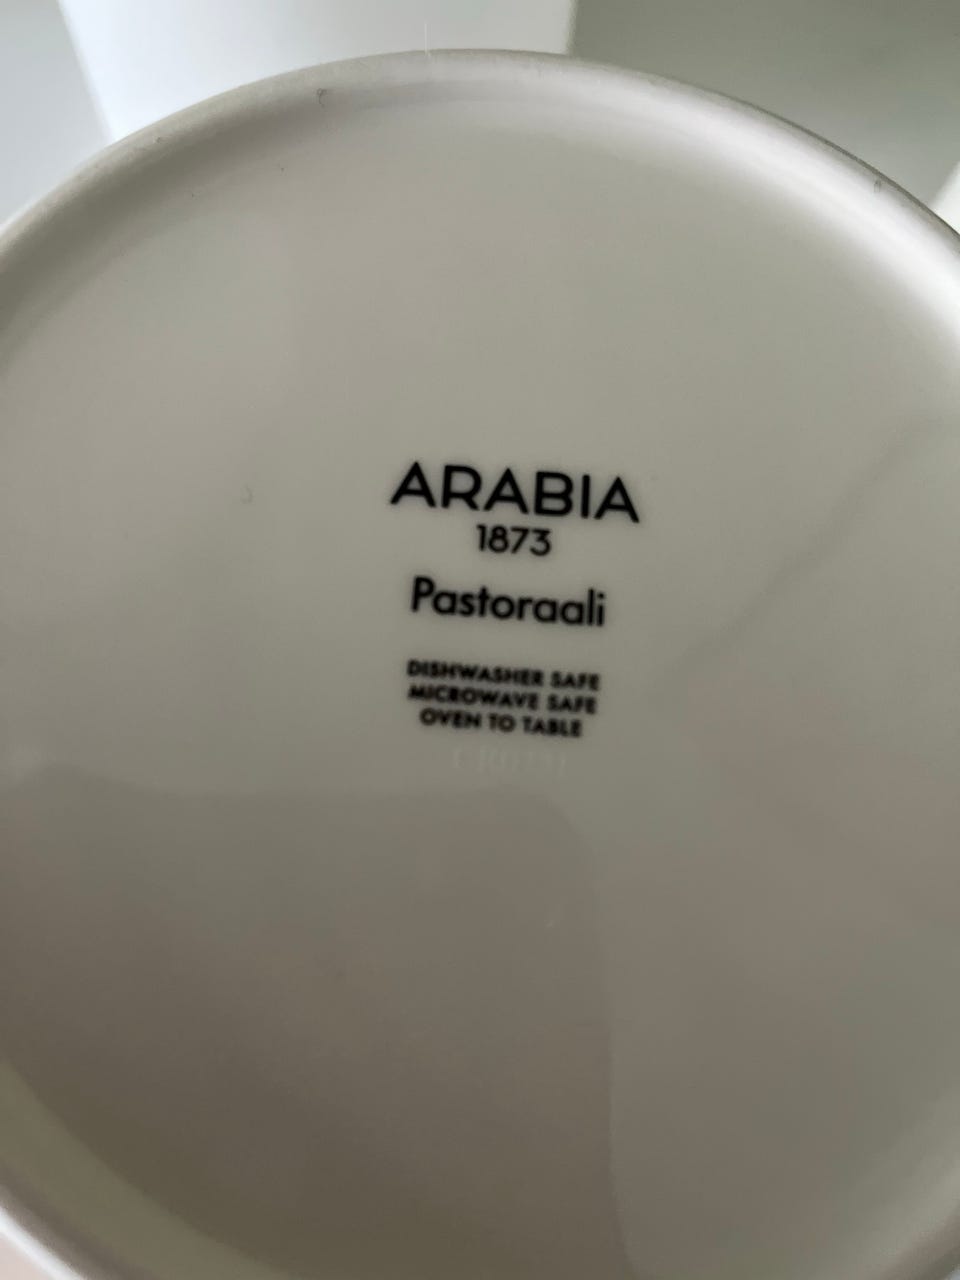 ARABIA
1873
Pastoraali
DISHWASHER SAFE
MICROWAVE SAFE
OVEN TO TABLE